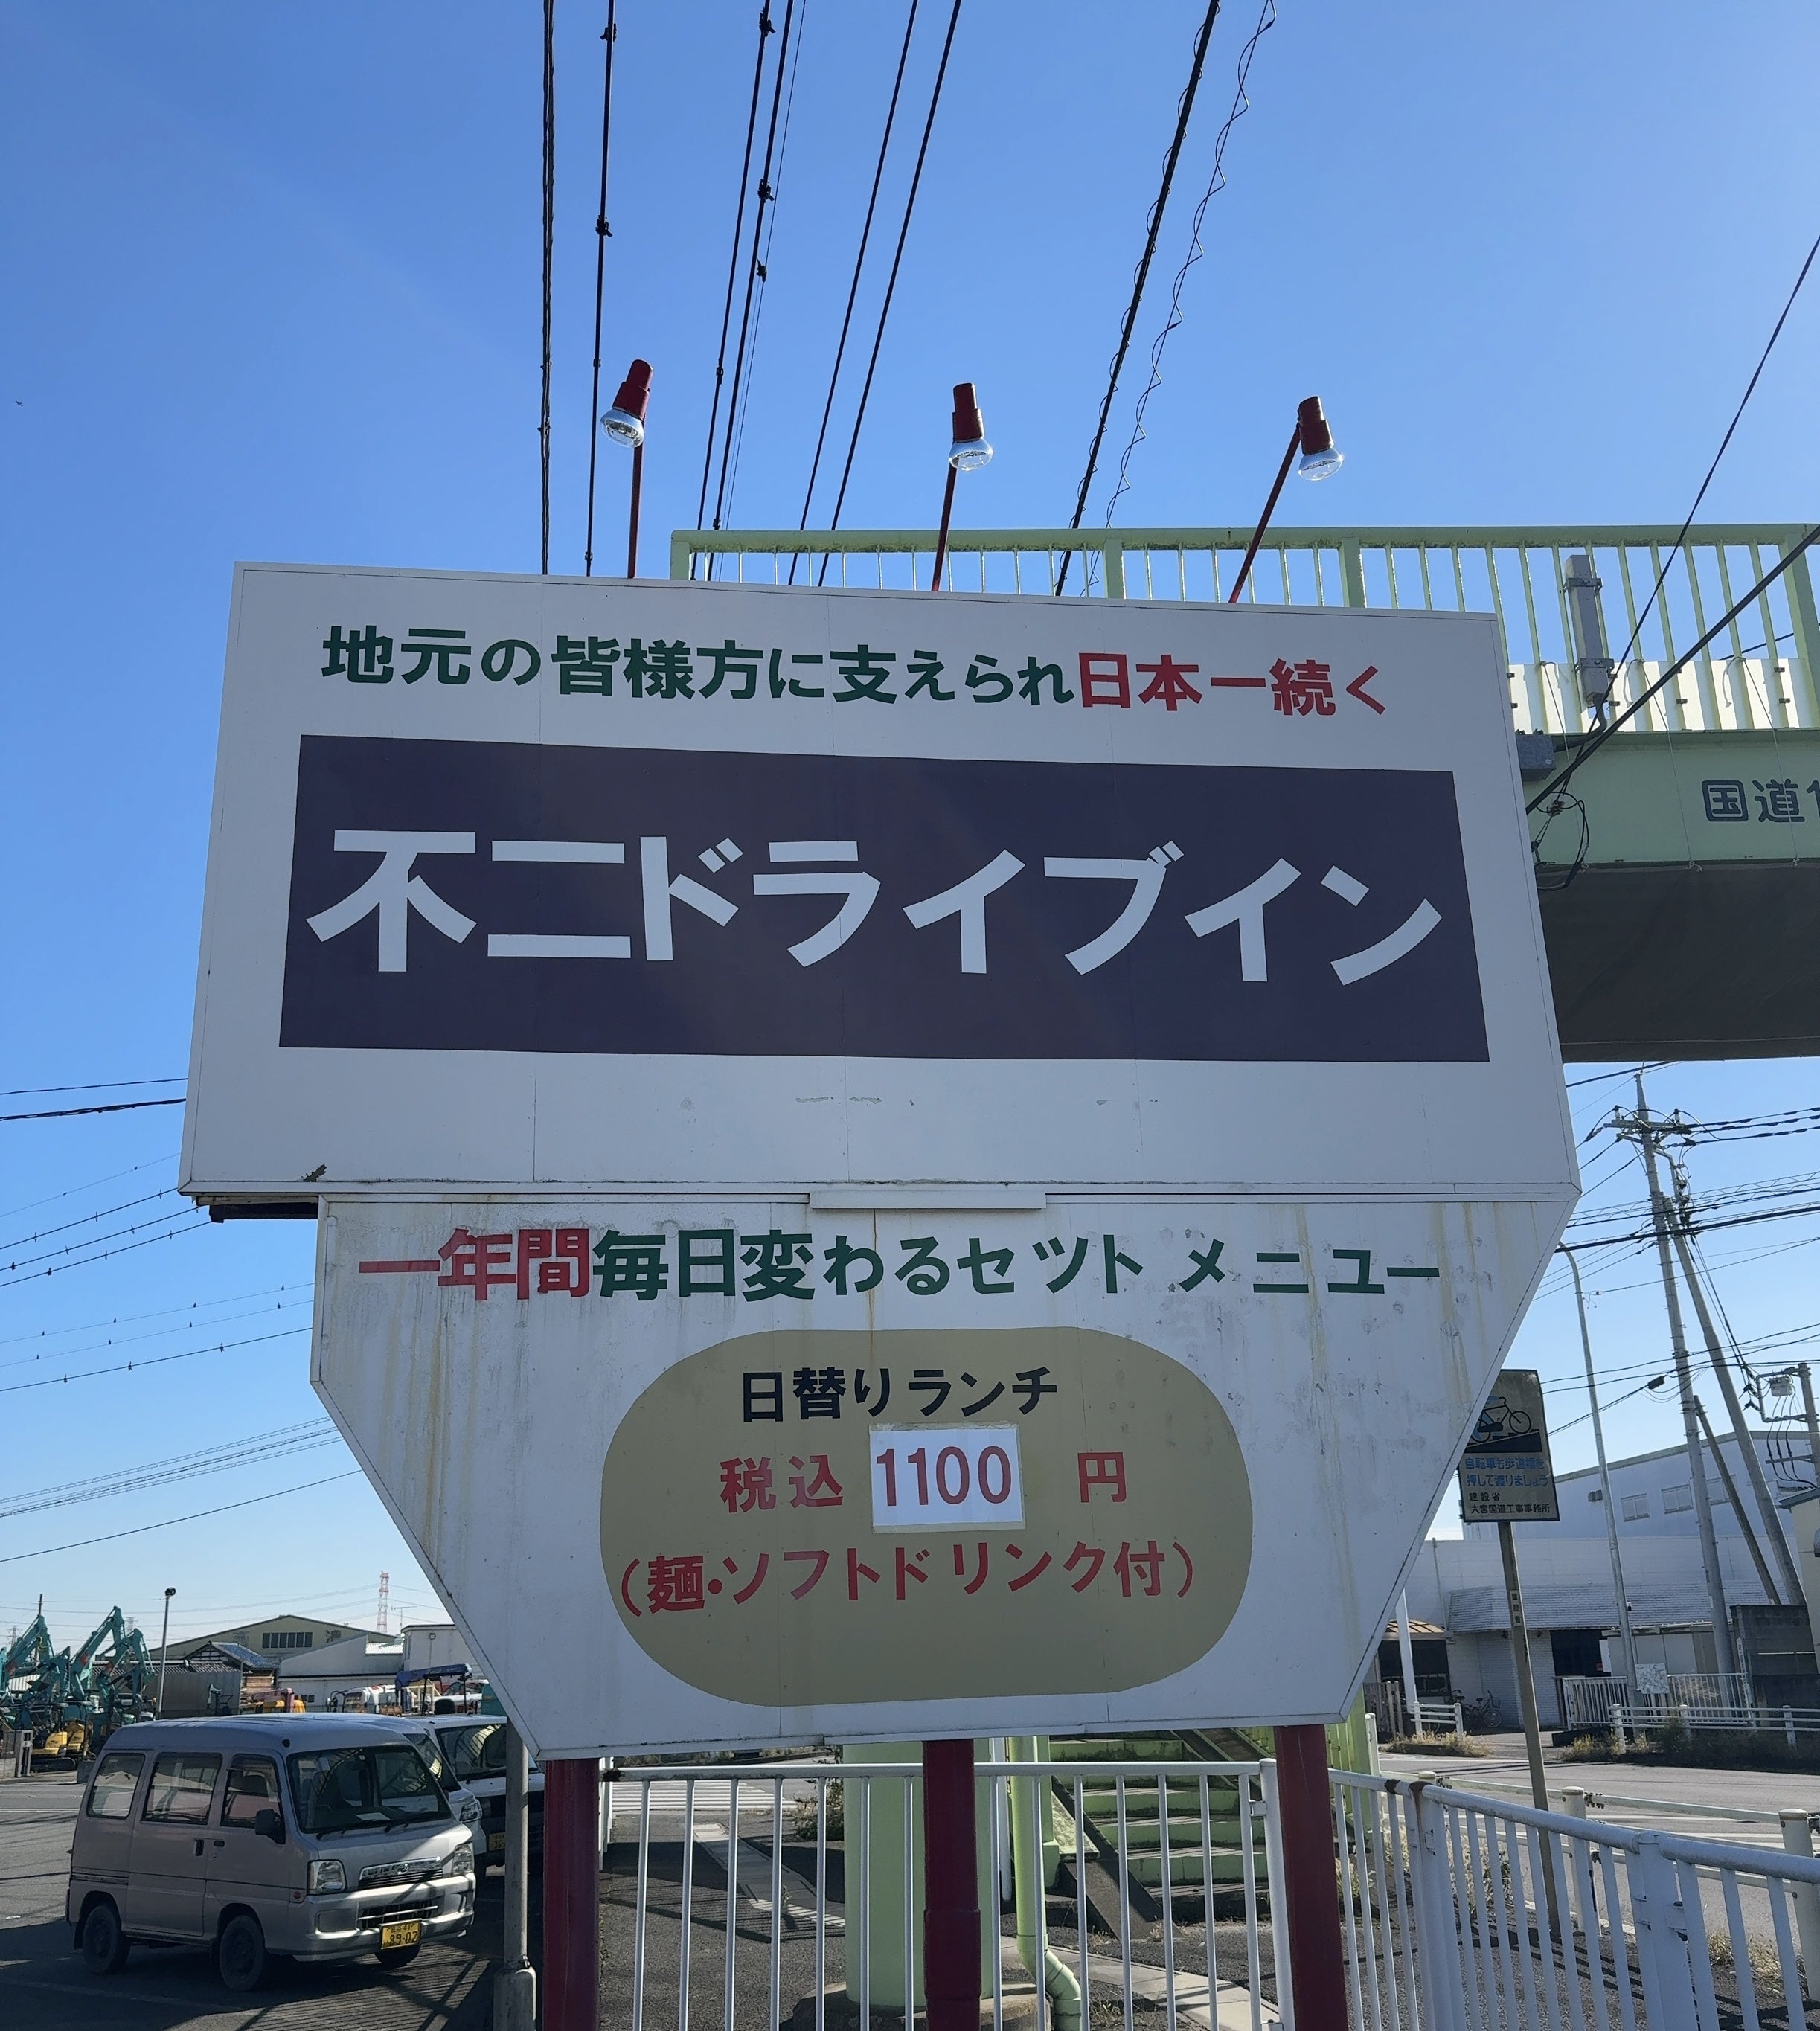 地元の皆様方に支えられ日本一続く
不二ドライブイン
国道1
一年間毎日変わるセツトメニュー
日替りランチ
税込 1100 円
(麺・ソフトドリンク付)
自転車も歩道橋を
押して渡りましょう
建設省
大宮国道工事事務所
89-02